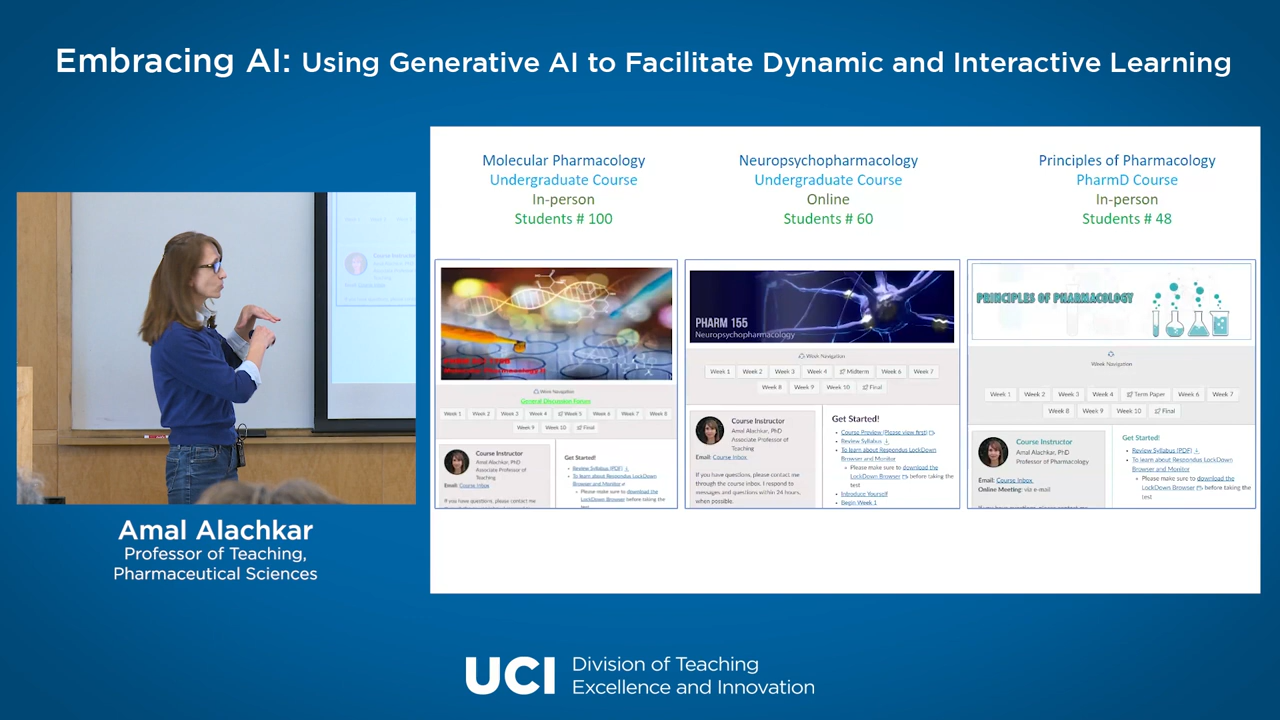 Embracing AI: Using Generative AI to Facilitate Dynamic and Interactive Learning
Molecular Pharmacology
Undergraduate Course
In-person
Students # 100
Neuropsychopharmacology
Undergraduate Course
Online
Students # 60
Principles of Pharmacology
PharmD Course
In-person
Students # 48
Week Navigation
General Discussion Forum
Week 1 Week 2 Week 3 Week 4 Week 5 Week 6 Week 7 Week 8
Week 9 Week 10 Final
Course Instructor
Amal Alachkar, PhD
Associate Professor of
Teaching
Email: Course Inbox
If you have questions, please contact me
Get Started!
Review Syllabus (PDF)
To learn about Respondus LockDown
Browser and Monitor
Please make sure to download the
LockDown Browser before taking the
test
PHARM 155
Neuropsychopharmacology
Week Navigation
Week 1 Week 2 Week 3 Week 4 Midterm Week 6 Week 7
Week 8 Week 9 Week 10 Final
Course Instructor
Amal Alachkar, PhD
Associate Professor of
Teaching
Email: Course Inbox
If you have questions, please contact me
through the course inbox. I respond to
messages and questions within 24 hours,
when possible.
Get Started!
Course Preview (Please view first)
Review Syllabus
To learn about Respondus LockDown
Browser and Monitor
Please make sure to download the
LockDown Browser before taking the
test
Introduce Yourself
Begin Week 1
PRINCIPLES OF PHARMACOLOGY
Week Navigation
Week 1 Week 2 Week 3 Week 4 Term Paper Week 6 Week 7
Week 8 Week 9 Week 10 Final
Course Instructor
Amal Alachkar, PhD
Professor of Pharmacology
Email: Course Inbox
Online Meeting: via e-mail
Get Started!
Review Syllabus (PDF)
To learn about Respondus LockDown
Browser and Monitor
Please make sure to download the
LockDown Browser before taking the
test
Amal Alachkar
Professor of Teaching,
Pharmaceutical Sciences
UCI Division of Teaching
Excellence and Innovation